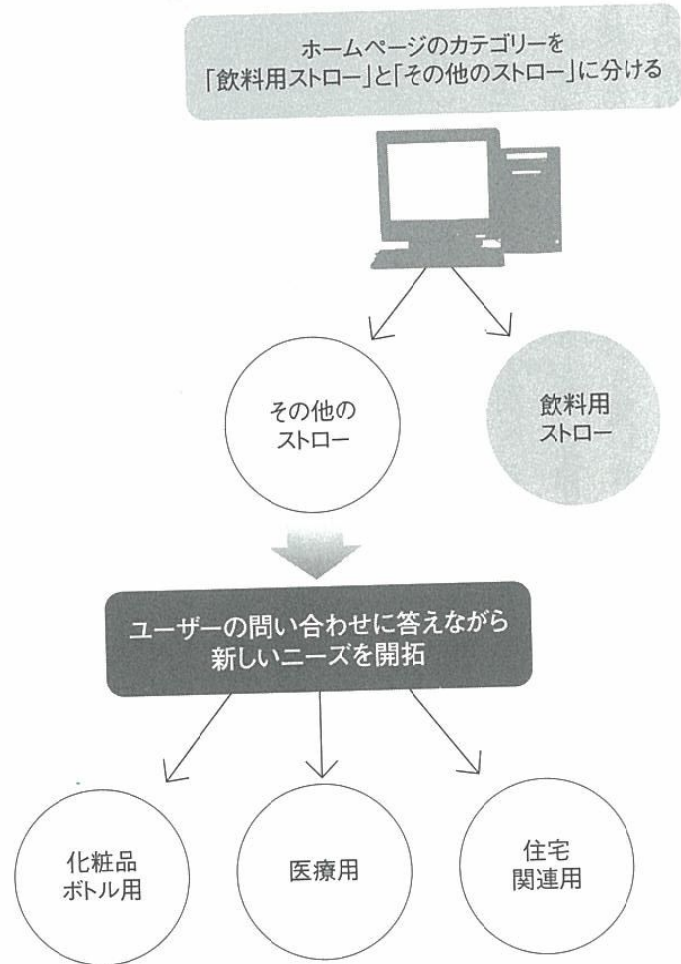 ホームページのカテゴリーを
「飲料用ストロー」と「その他のストロー」に分ける
その他の
ストロー
飲料用
ストロー
ユーザーの問い合わせに答えながら
新しいニーズを開拓
化粧品
ボトル用
医療用
住宅
関連用